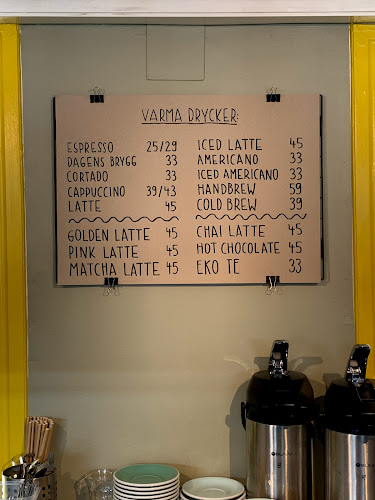 VARMA DRYCKER:
ESPRESSO 25/29
DAGENS BRYGG 33
CORTADO 33
CAPPUCCINO 39/43
LATTE 45
GOLDEN LATTE 45
PINK LATTE 45
MATCHA LATTE 45
ICED LATTE 45
AMERICANO 33
ICED AMERICANO 33
HANDBREW 59
COLD BREW 39
CHAI LATTE 45
HOT CHOCOLATE 45
EKO TE 33